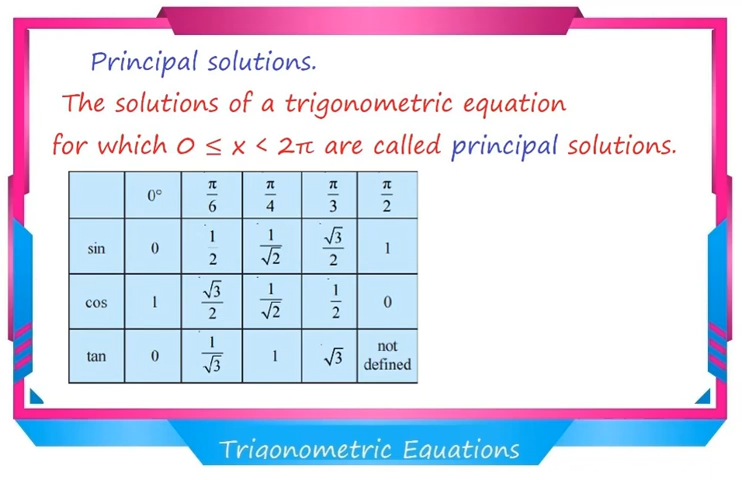 Principal solutions.
The solutions of a trigonometric equation
for which 0 ≤ x < 2π are called principal solutions.
0° π/6 π/4 π/3 π/2
sin 0 1/2 1/√2 √3/2 1
cos 1 √3/2 1/√2 1/2 0
tan 0 1/√3 1 √3 not defined
Trigonometric Equations